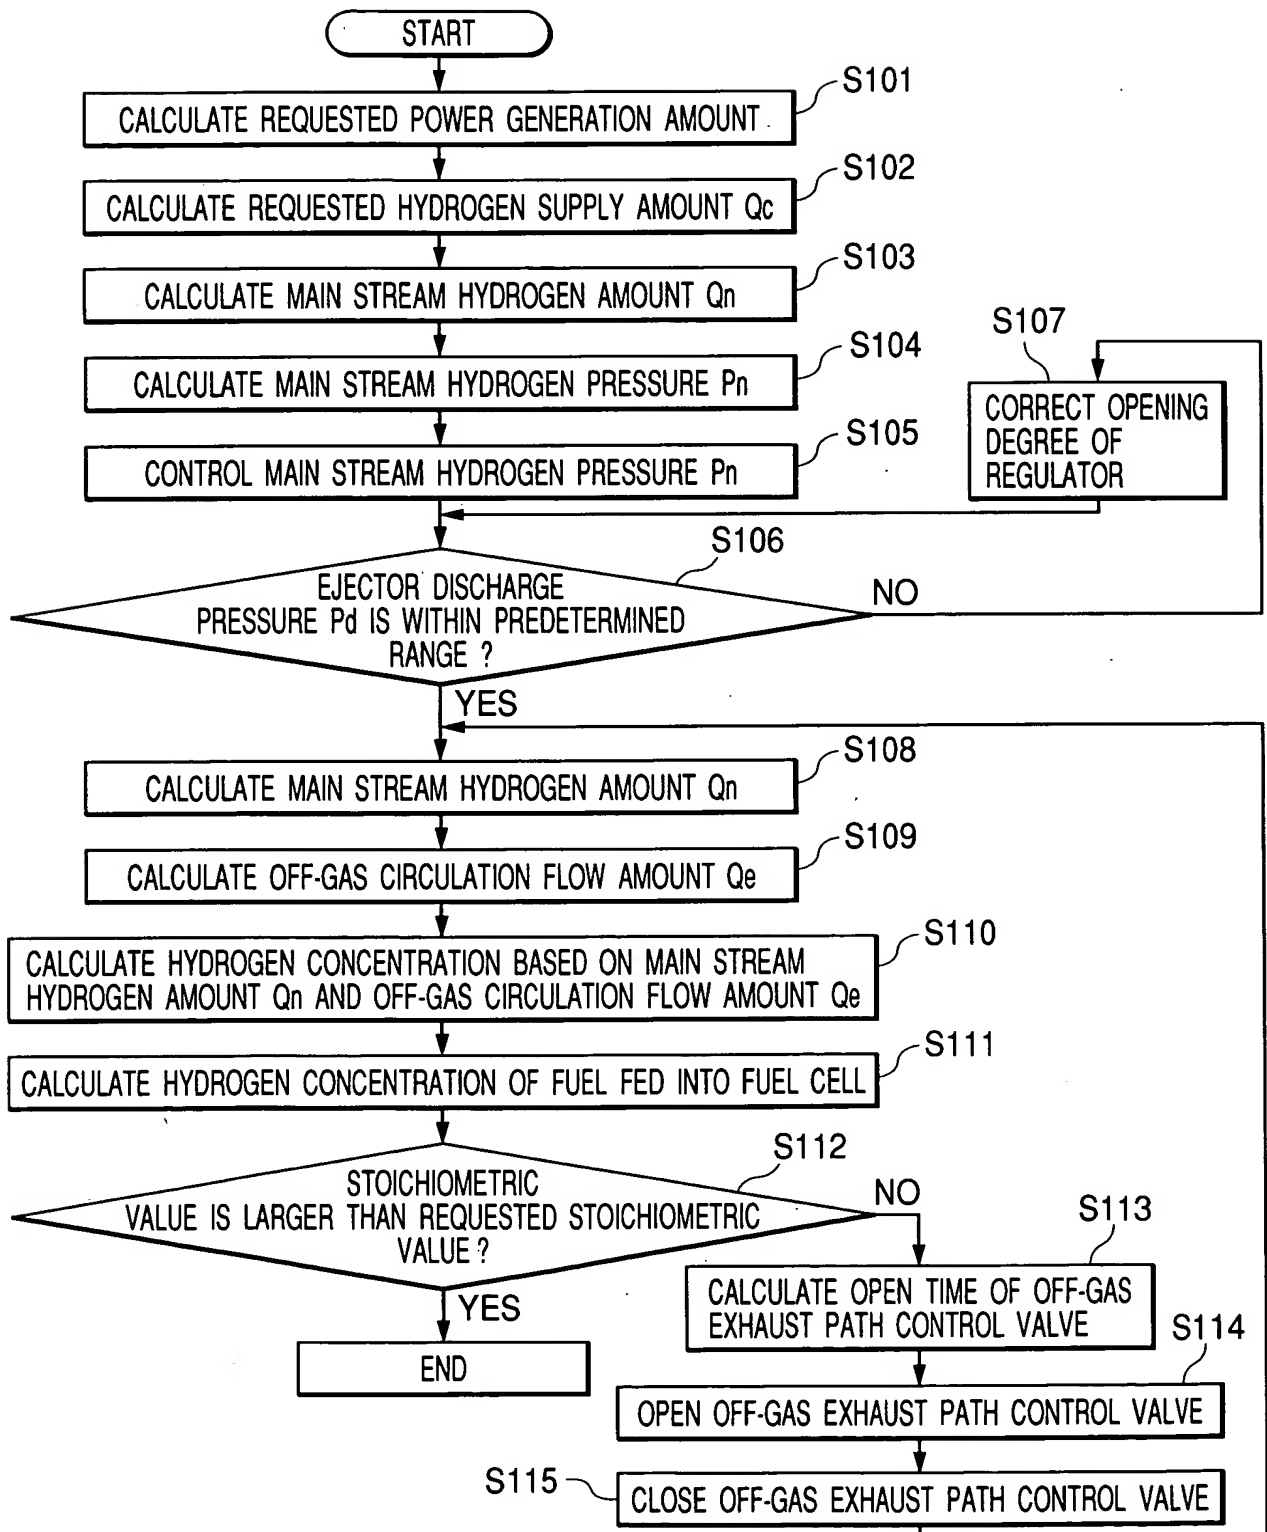 START
S101
CALCULATE REQUESTED POWER GENERATION AMOUNT
S102
CALCULATE REQUESTED HYDROGEN SUPPLY AMOUNT Qc
S103
CALCULATE MAIN STREAM HYDROGEN AMOUNT Qn
S104
CALCULATE MAIN STREAM HYDROGEN PRESSURE Pn
S105
CONTROL MAIN STREAM HYDROGEN PRESSURE Pn
S107
CORRECT OPENING
DEGREE OF
REGULATOR
S106
EJECTOR DISCHARGE
PRESSURE Pd IS WITHIN PREDETERMINED
RANGE ?
NO
YES
S108
CALCULATE MAIN STREAM HYDROGEN AMOUNT Qn
S109
CALCULATE OFF-GAS CIRCULATION FLOW AMOUNT Qe
S110
CALCULATE HYDROGEN CONCENTRATION BASED ON MAIN STREAM
HYDROGEN AMOUNT Qn AND OFF-GAS CIRCULATION FLOW AMOUNT Qe
S111
CALCULATE HYDROGEN CONCENTRATION OF FUEL FED INTO FUEL CELL
S112
STOICHIOMETRIC
VALUE IS LARGER THAN REQUESTED STOICHIOMETRIC
VALUE ?
NO
YES
END
S113
CALCULATE OPEN TIME OF OFF-GAS
EXHAUST PATH CONTROL VALVE
S114
OPEN OFF-GAS EXHAUST PATH CONTROL VALVE
S115
CLOSE OFF-GAS EXHAUST PATH CONTROL VALVE